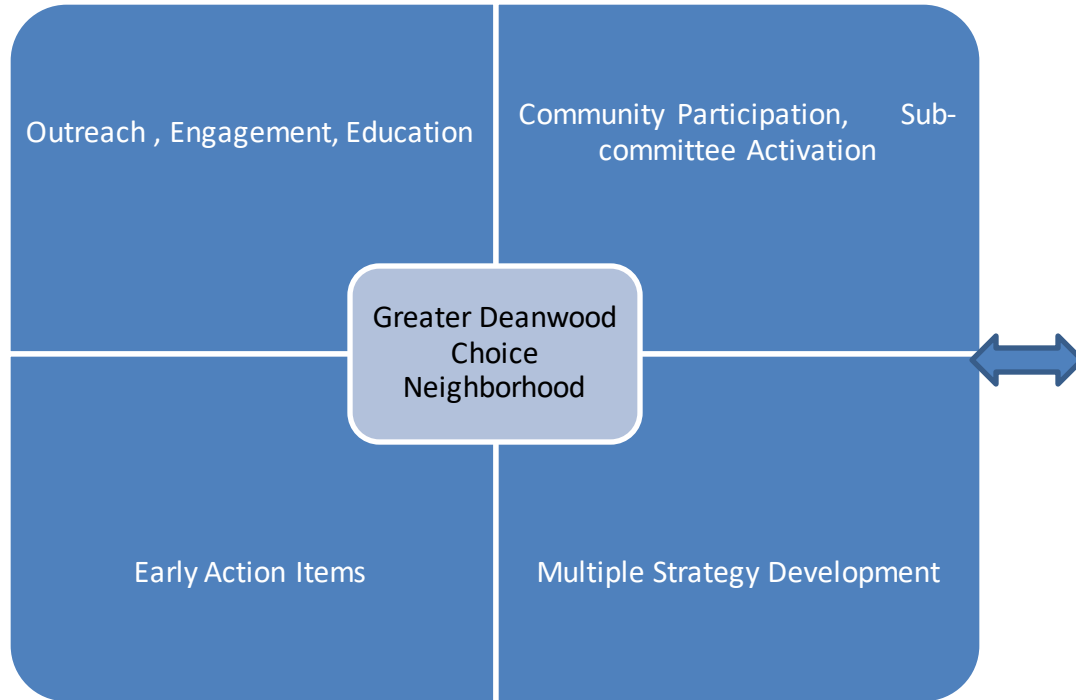 Outreach , Engagement, Education
Community Participation, Sub-
committee Activation
Greater Deanwood
Choice
Neighborhood
Early Action Items
Multiple Strategy Development